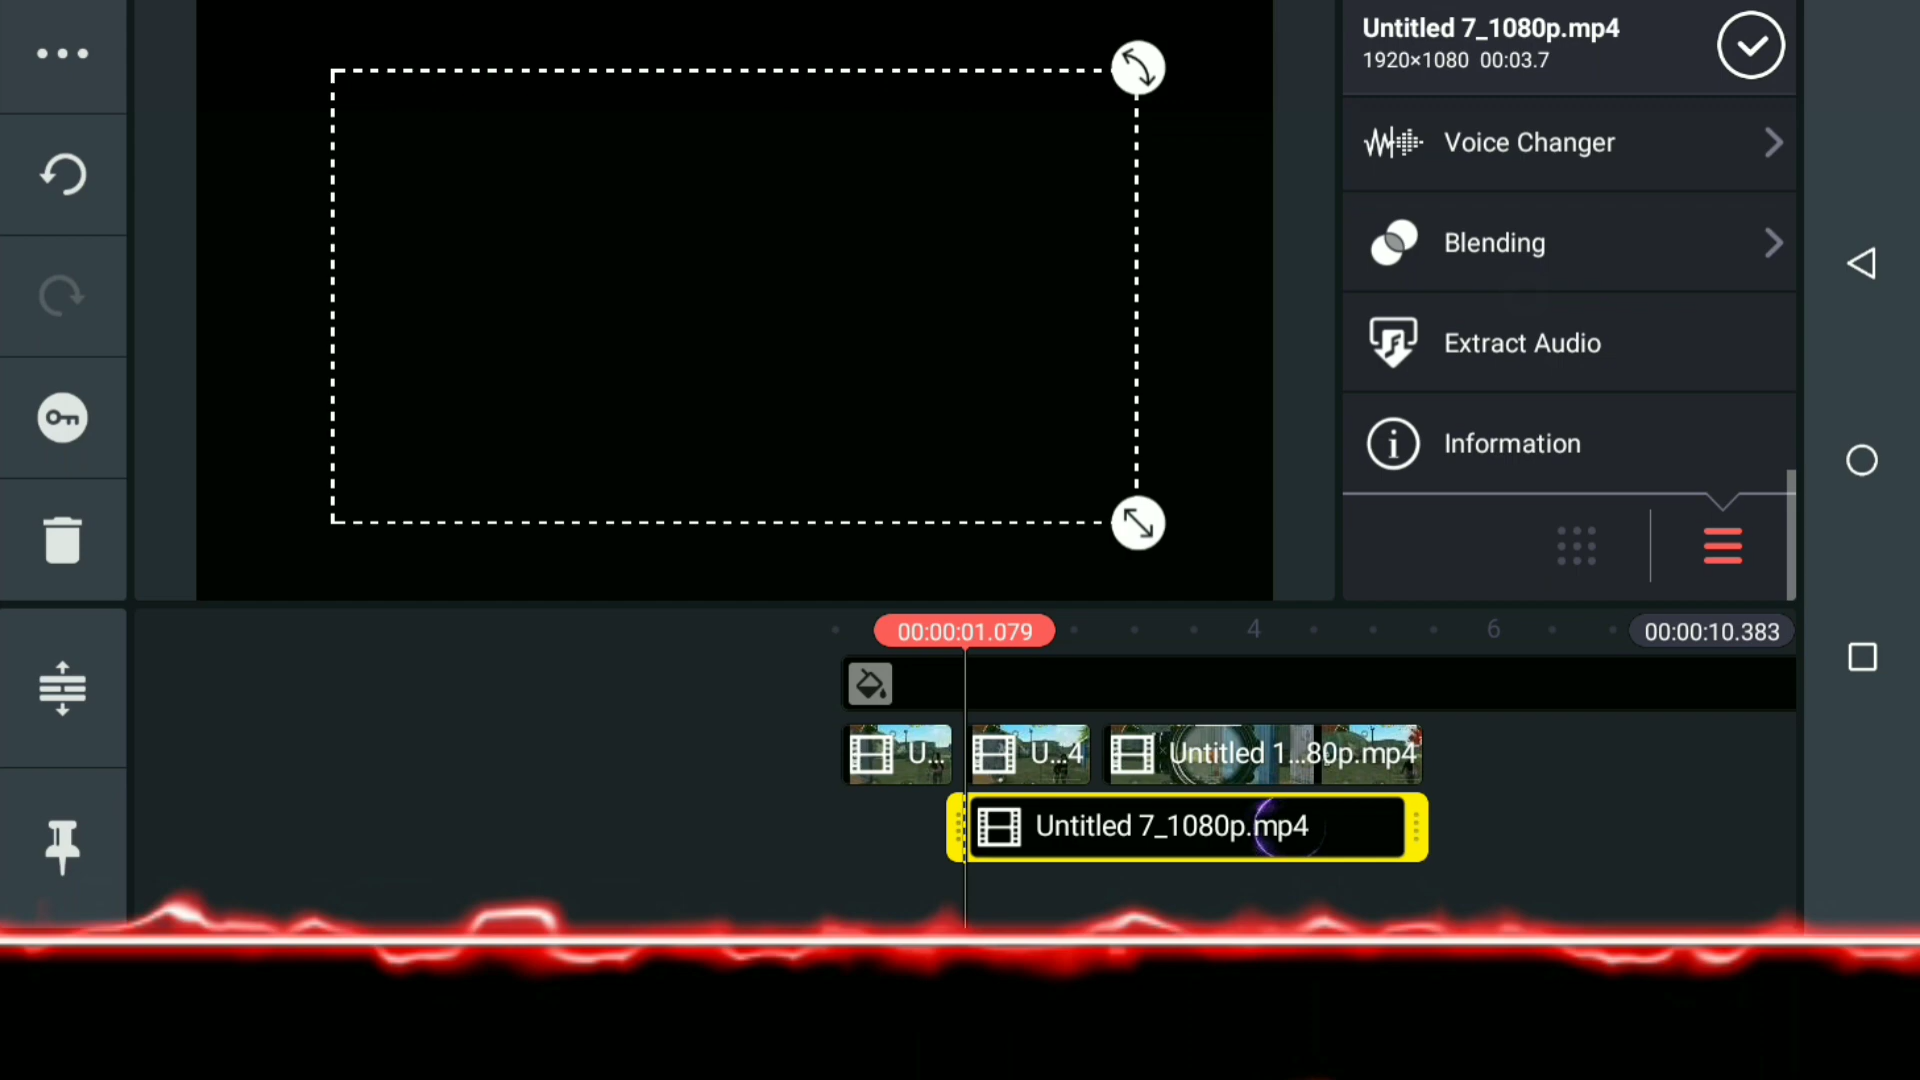 Untitled 7_1080p.mp4
1920×1080 00:03.7
Voice Changer
Blending
Extract Audio
Information
00:00:01.079
4
6
00:00:10.383
U...
U...4
Untitled 1...80p.mp4
Untitled 7_1080p.mp4